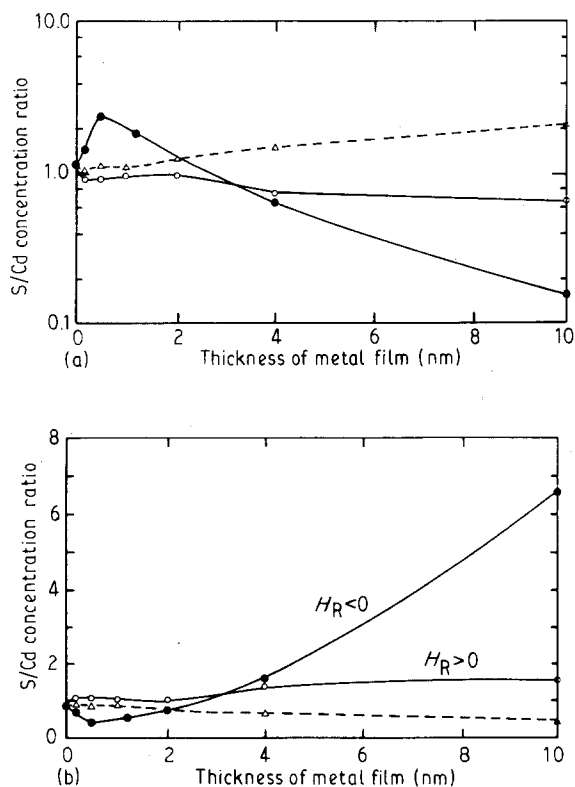 10.0
1.0
0.1
S/Cd concentration ratio
0 2 4 6 8 10
(a) Thickness of metal film (nm)
8
6
4
2
0
S/Cd concentration ratio
HR<0
HR>0
0 2 4 6 8 10
(b) Thickness of metal film (nm)